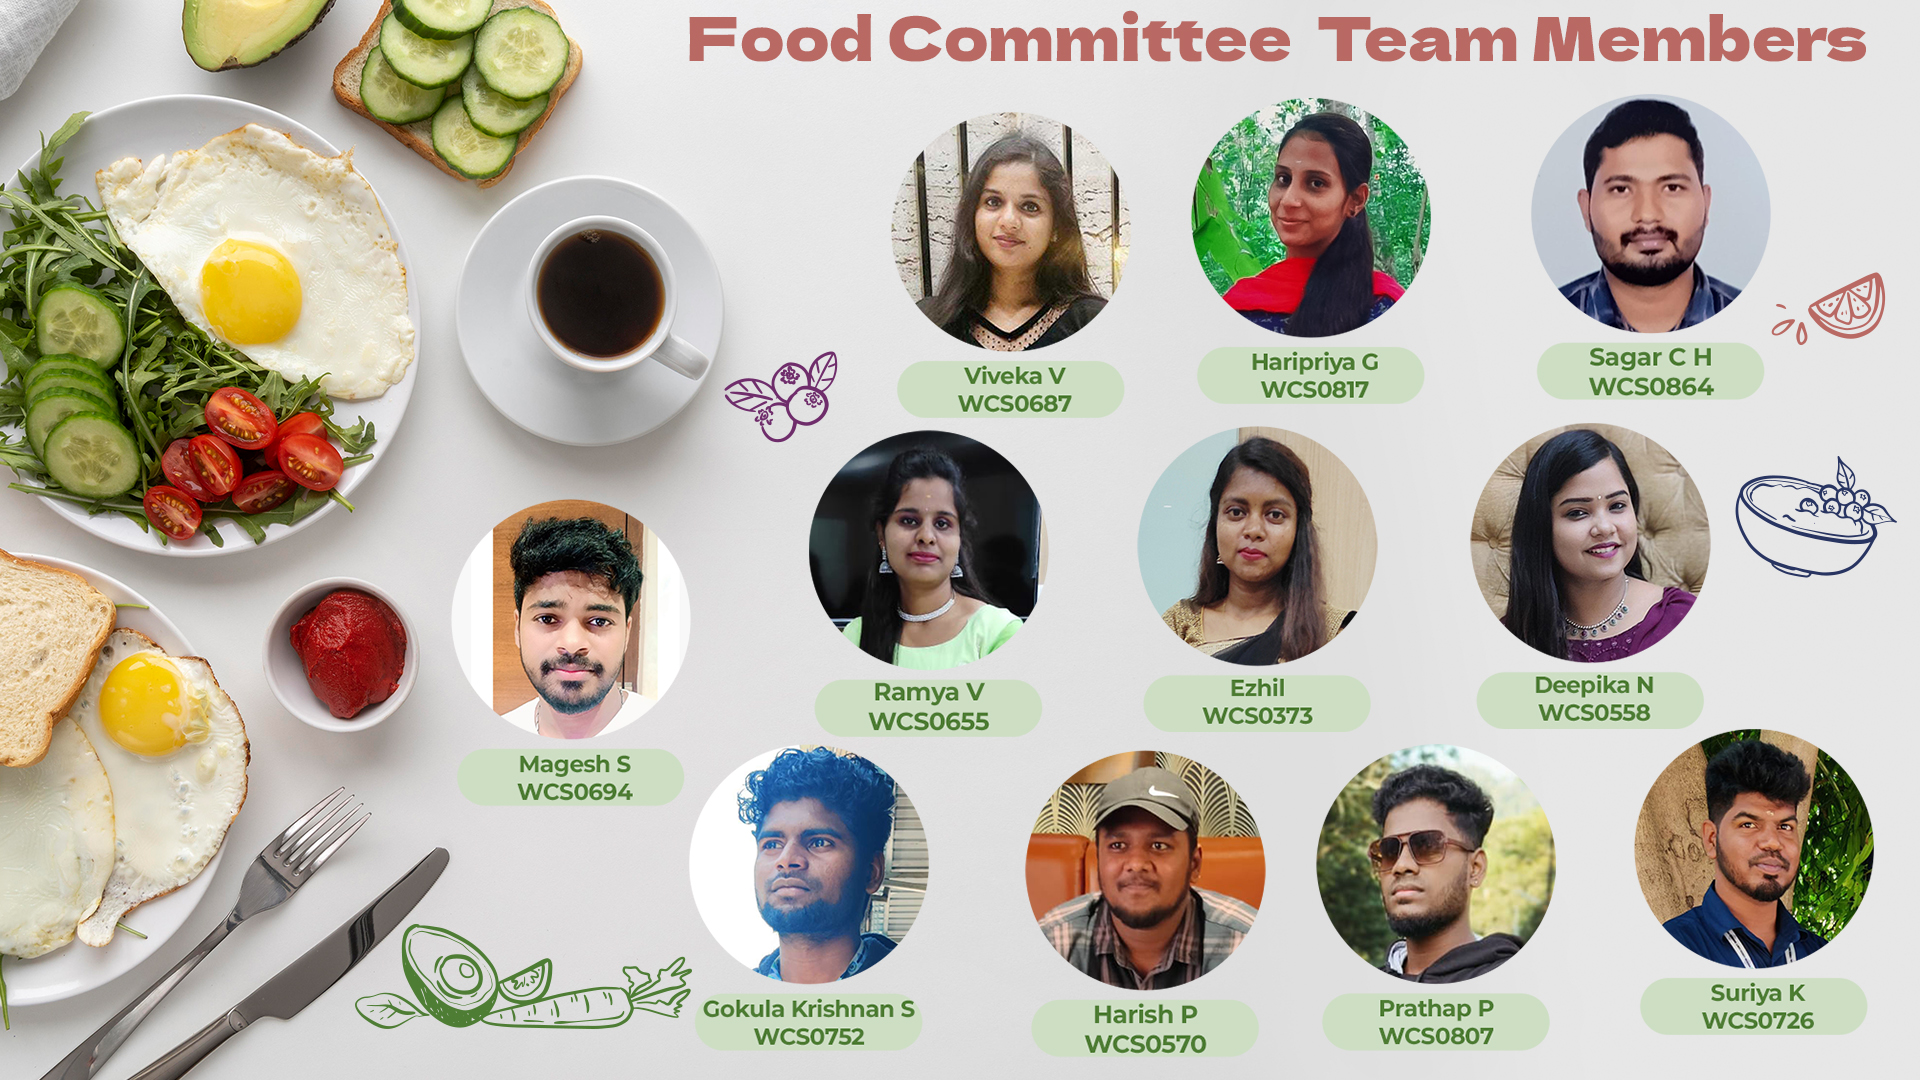 Food Committee Team Members
Viveka V
WCS0687
Haripriya G
WCS0817
Sagar C H
WCS0864
Magesh S
WCS0694
Ramya V
WCS0655
Ezhil
WCS0373
Deepika N
WCS0558
Gokula Krishnan S
WCS0752
Harish P
WCS0570
Prathap P
WCS0807
Suriya K
WCS0726